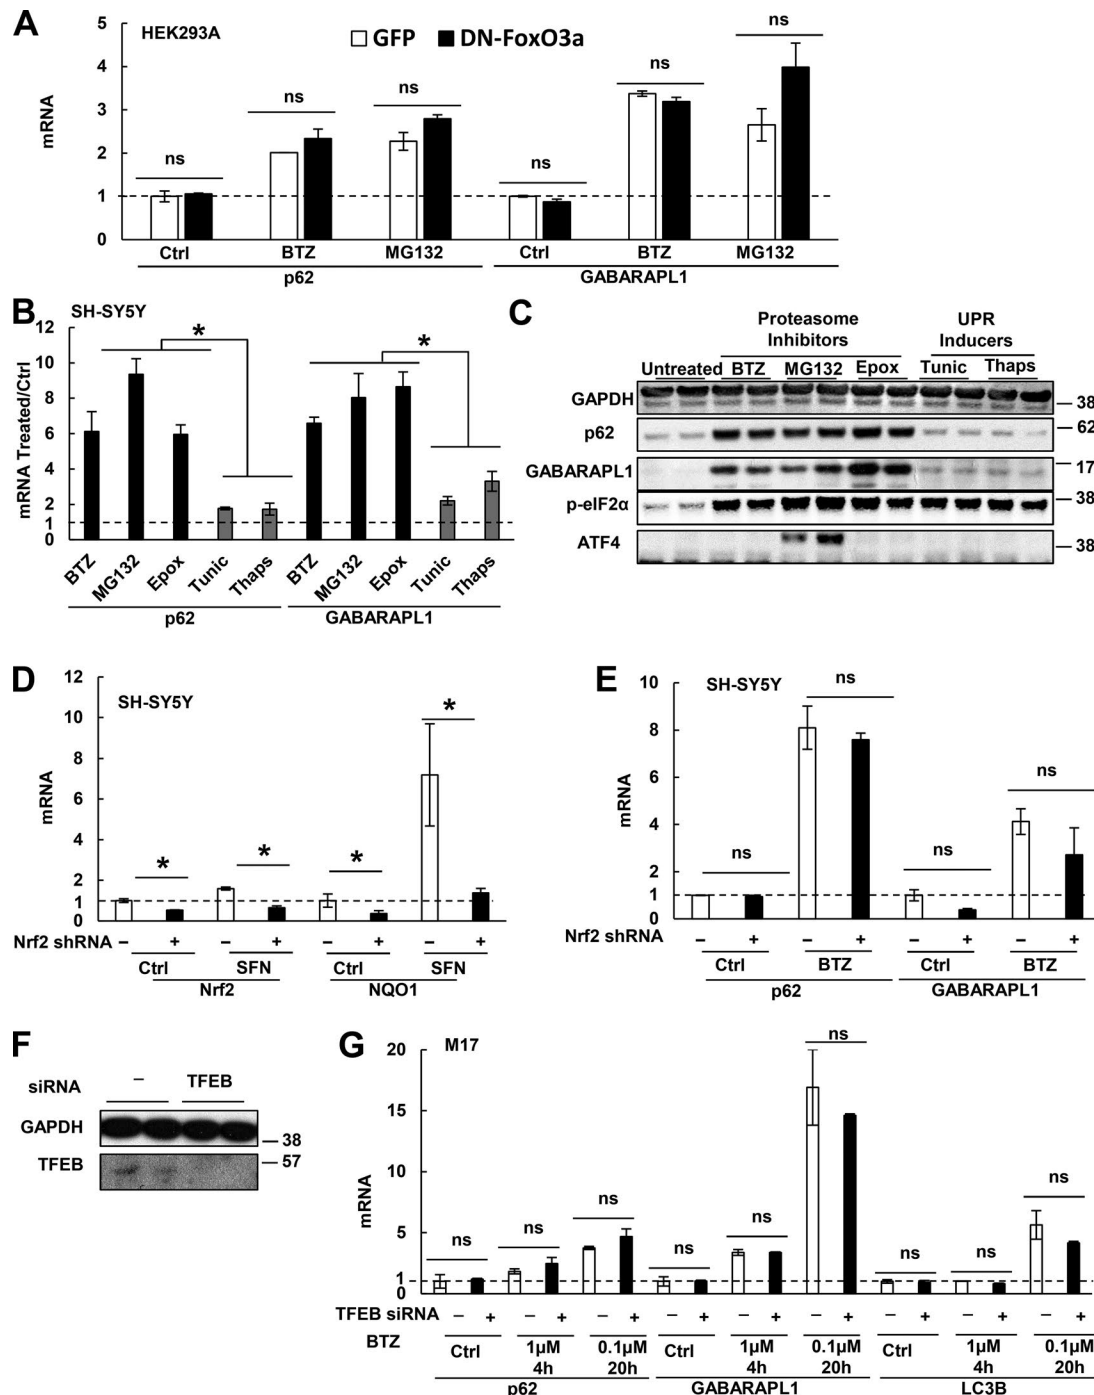 A
HEK293A
GFP DN-FoxO3a
mRNA
5
4
3
2
1
0
ns ns ns ns ns ns
Ctrl BTZ MG132 Ctrl BTZ MG132
p62 GABARAPL1
B
SH-SY5Y
mRNA Treated/Ctrl
12
10
8
6
4
2
1
0
* *
BTZ MG132 Epox Tunic Thaps BTZ MG132 Epox Tunic Thaps
p62 GABARAPL1
C
Proteasome Inhibitors
UPR Inducers
Untreated BTZ MG132 Epox Tunic Thaps
GAPDH 38
p62 62
GABARAPL1 17
p-eIF2α 38
ATF4 38
D
SH-SY5Y
mRNA
12
10
8
6
4
2
1
0
* * * *
Nrf2 shRNA – + – + – + – +
Ctrl SFN Ctrl SFN
Nrf2 NQO1
E
SH-SY5Y
mRNA
10
8
6
4
2
1
0
ns ns ns ns
Nrf2 shRNA – + – + – + – +
Ctrl BTZ Ctrl BTZ
p62 GABARAPL1
F
siRNA – TFEB
GAPDH 38
TFEB 57
G
M17
mRNA
20
15
10
5
1
0
ns ns ns ns ns ns ns ns ns
TFEB siRNA – + – + – + – + – + – + – + – + – +
BTZ Ctrl 1µM 4h 0.1µM 20h Ctrl 1µM 4h 0.1µM 20h Ctrl 1µM 4h 0.1µM 20h
p62 GABARAPL1 LC3B